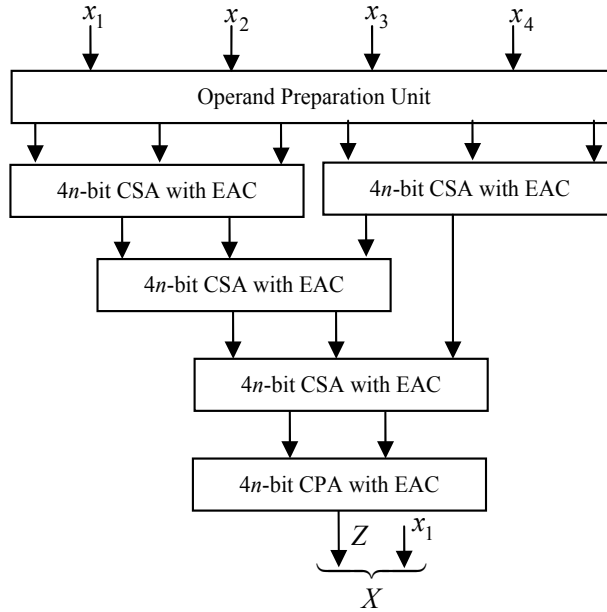 x₁ x₂ x₃ x₄
Operand Preparation Unit
4n-bit CSA with EAC 4n-bit CSA with EAC
4n-bit CSA with EAC
4n-bit CSA with EAC
4n-bit CPA with EAC
Z x₁
X